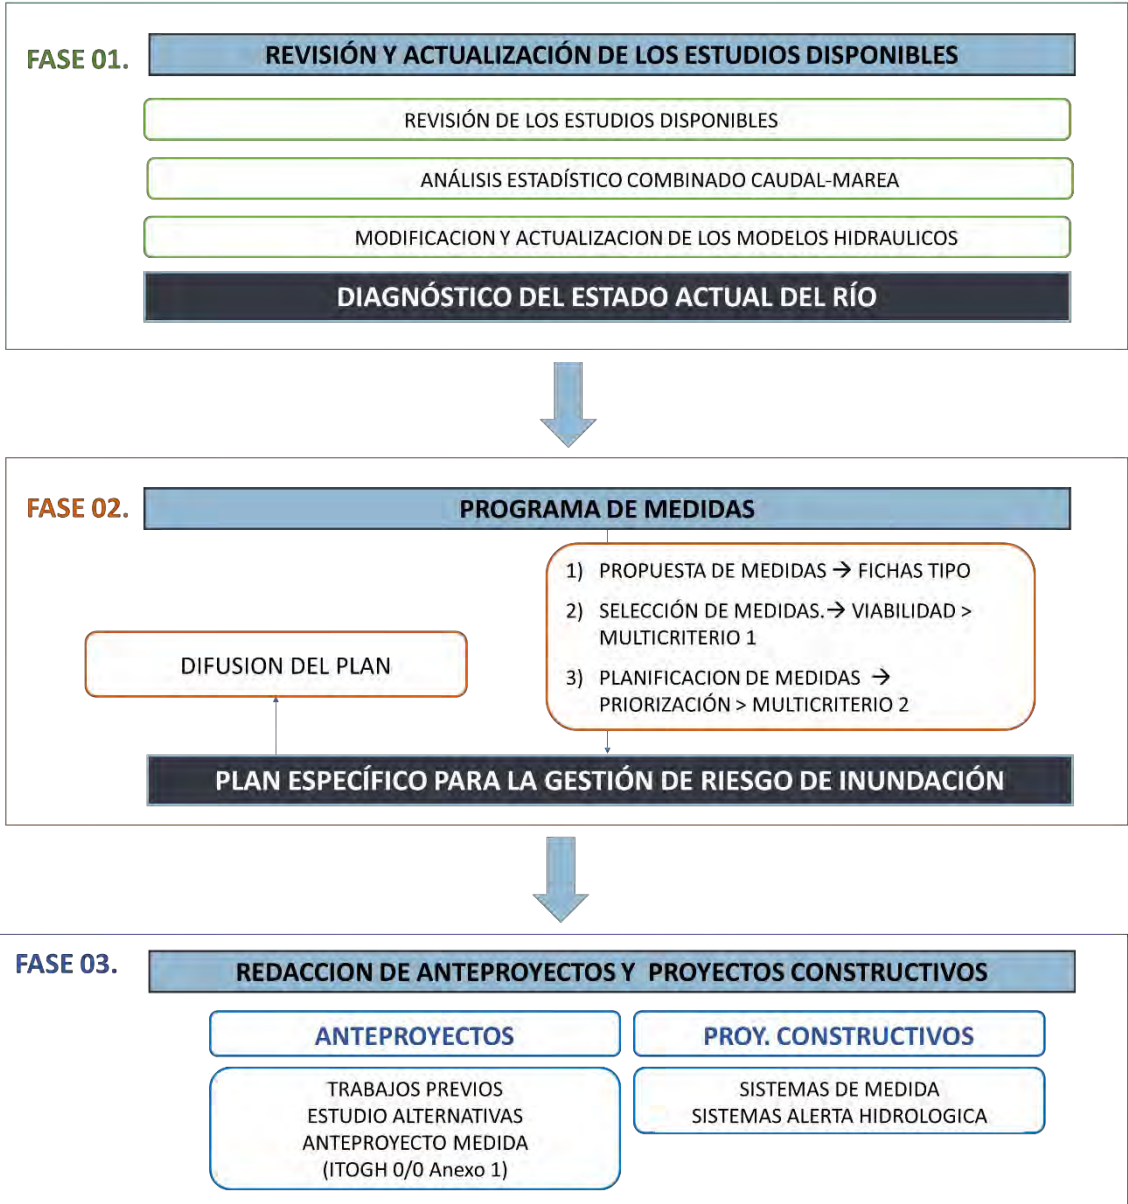 FASE 01.
REVISIÓN Y ACTUALIZACIÓN DE LOS ESTUDIOS DISPONIBLES
REVISIÓN DE LOS ESTUDIOS DISPONIBLES
ANÁLISIS ESTADÍSTICO COMBINADO CAUDAL-MAREA
MODIFICACION Y ACTUALIZACION DE LOS MODELOS HIDRAULICOS
DIAGNÓSTICO DEL ESTADO ACTUAL DEL RÍO
FASE 02.
PROGRAMA DE MEDIDAS
1) PROPUESTA DE MEDIDAS → FICHAS TIPO
2) SELECCIÓN DE MEDIDAS.→ VIABILIDAD >
MULTICRITERIO 1
3) PLANIFICACION DE MEDIDAS →
PRIORIZACIÓN > MULTICRITERIO 2
DIFUSION DEL PLAN
PLAN ESPECÍFICO PARA LA GESTIÓN DE RIESGO DE INUNDACIÓN
FASE 03.
REDACCION DE ANTEPROYECTOS Y PROYECTOS CONSTRUCTIVOS
ANTEPROYECTOS
TRABAJOS PREVIOS
ESTUDIO ALTERNATIVAS
ANTEPROYECTO MEDIDA
(ITOGH 0/0 Anexo 1)
PROY. CONSTRUCTIVOS
SISTEMAS DE MEDIDA
SISTEMAS ALERTA HIDROLOGICA